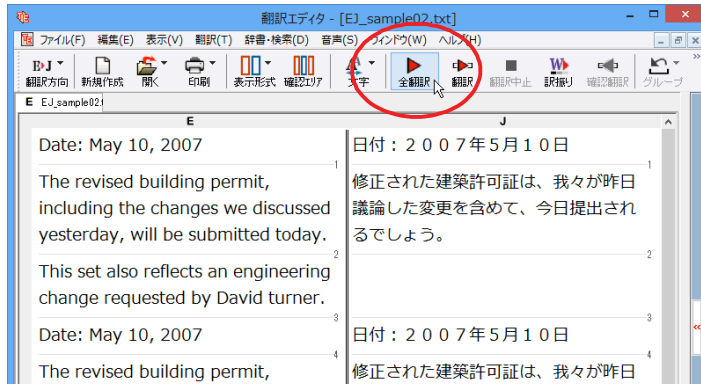 翻訳エディタ - [EJ_sample02.txt]
ファイル(F) 編集(E) 表示(V) 翻訳(T) 辞書・検索(D) 音声(S) ウィンドウ(W) ヘルプ(H)
E▸J
翻訳方向 新規作成 開く 印刷 表示形式 確認エリア 文字 全翻訳 翻訳 翻訳中止 訳振り 確認翻訳 グループ
E EJ_sample02.t
E J
Date: May 10, 2007 日付：２００７年５月１０日
1 1
The revised building permit, 修正された建築許可証は、我々が昨日
including the changes we discussed 議論した変更を含めて、今日提出され
yesterday, will be submitted today. るでしょう。
2 2
This set also reflects an engineering
change requested by David turner.
3 3
Date: May 10, 2007 日付：２００７年５月１０日
4 4
The revised building permit, 修正された建築許可証は、我々が昨日